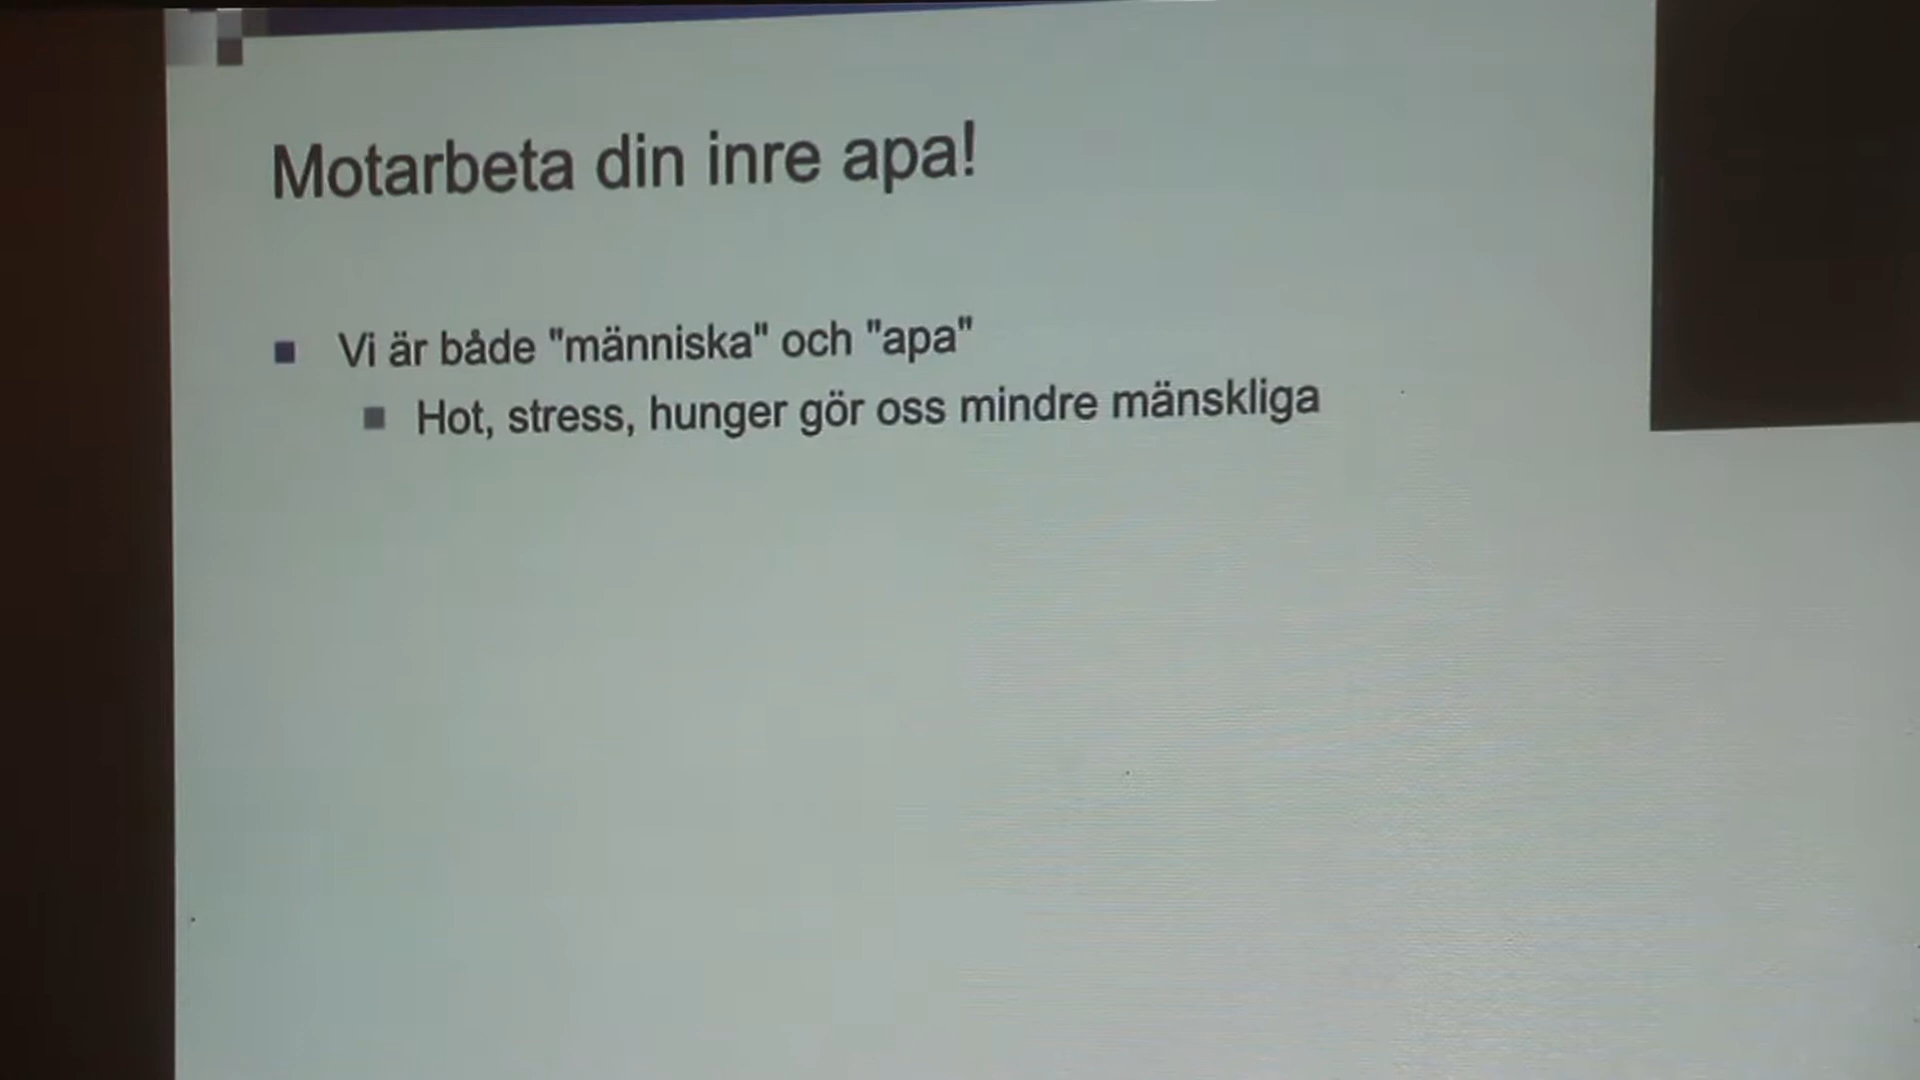 Motarbeta din inre apa!
Vi är både "människa" och "apa"
Hot, stress, hunger gör oss mindre mänskliga